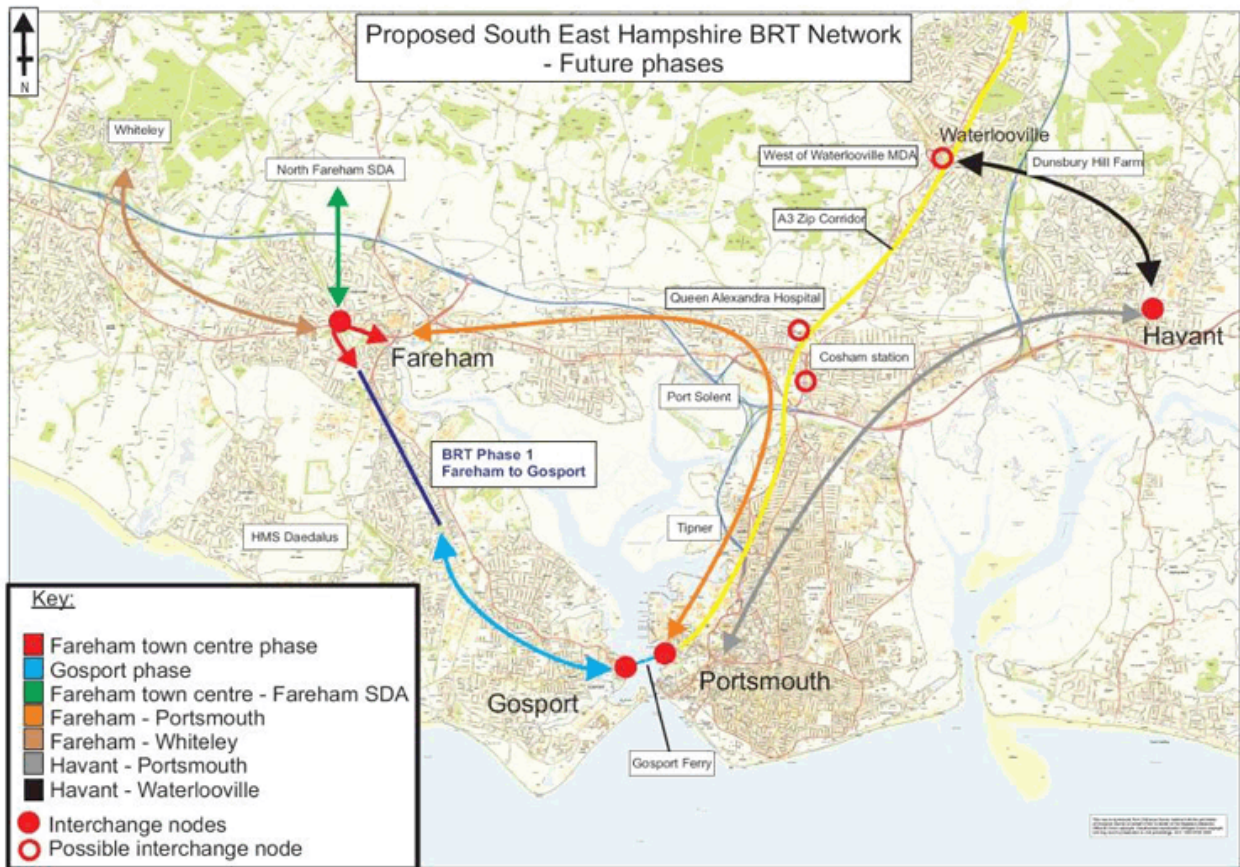 Proposed South East Hampshire BRT Network
- Future phases
N
Whiteley
North Fareham SDA
Waterlooville
West of Waterlooville MDA
Dunsbury Hill Farm
A3 Zip Corridor
Queen Alexandra Hospital
Havant
Fareham
Cosham station
Port Solent
BRT Phase 1
Fareham to Gosport
Tipner
HMS Daedalus
Portsmouth
Gosport
Gosport Ferry
Key:
Fareham town centre phase
Gosport phase
Fareham town centre - Fareham SDA
Fareham - Portsmouth
Fareham - Whiteley
Havant - Portsmouth
Havant - Waterlooville
Interchange nodes
Possible interchange node